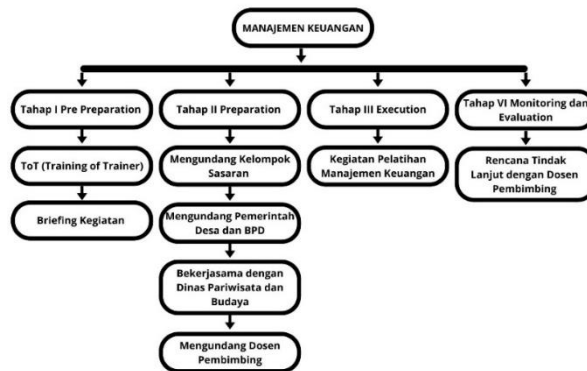 MANAJEMEN KEUANGAN
Tahap I Pre Preparation
ToT (Training of Trainer)
Briefing Kegiatan
Tahap II Preparation
Mengundang Kelompok
Sasaran
Mengundang Pemerintah
Desa dan BPD
Bekerjasama dengan
Dinas Pariwisata dan
Budaya
Mengundang Dosen
Pembimbing
Tahap III Execution
Kegiatan Pelatihan
Manajemen Keuangan
Tahap VI Monitoring dan
Evaluation
Rencana Tindak
Lanjut dengan Dosen
Pembimbing